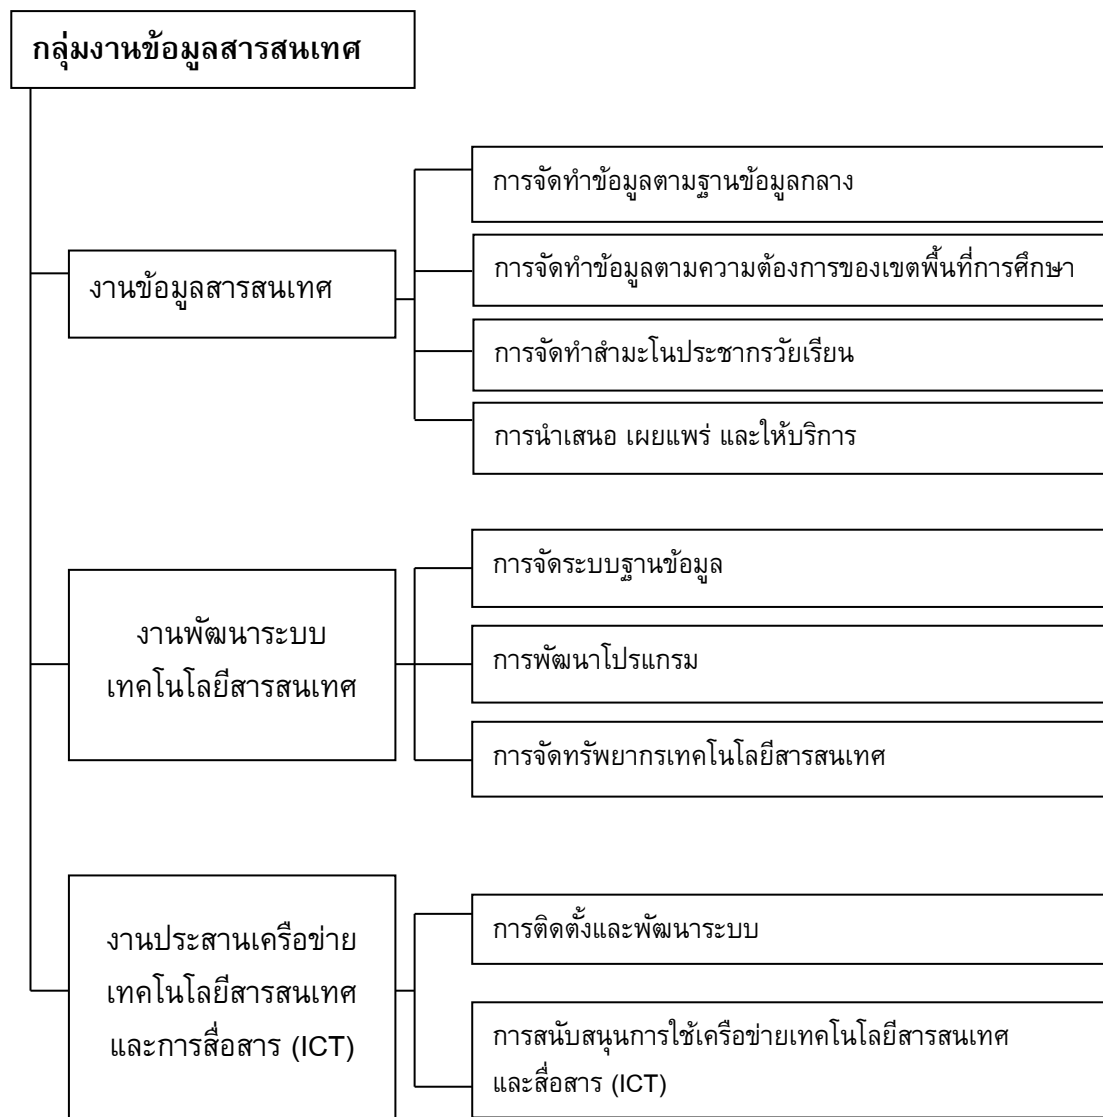 กลุ่มงานข้อมูลสารสนเทศ
งานข้อมูลสารสนเทศ
การจัดทำข้อมูลตามฐานข้อมูลกลาง
การจัดทำข้อมูลตามความต้องการของเขตพื้นที่การศึกษา
การจัดทำสำมะโนประชากรวัยเรียน
การนำเสนอ เผยแพร่ และให้บริการ
งานพัฒนาระบบ
เทคโนโลยีสารสนเทศ
การจัดระบบฐานข้อมูล
การพัฒนาโปรแกรม
การจัดทรัพยากรเทคโนโลยีสารสนเทศ
งานประสานเครือข่าย
เทคโนโลยีสารสนเทศ
และการสื่อสาร (ICT)
การติดตั้งและพัฒนาระบบ
การสนับสนุนการใช้เครือข่ายเทคโนโลยีสารสนเทศ
และสื่อสาร (ICT)